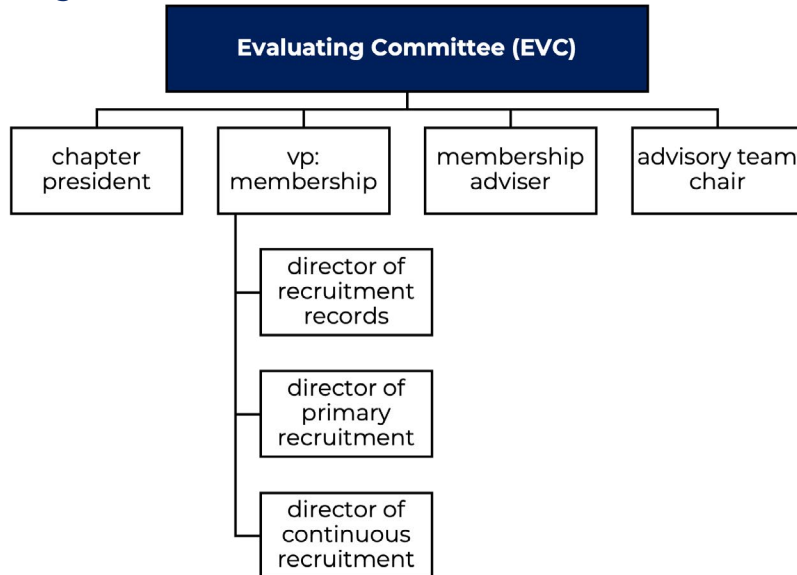 Evaluating Committee (EVC)
chapter
president
vp:
membership
membership
adviser
advisory team
chair
director of
recruitment
records
director of
primary
recruitment
director of
continuous
recruitment